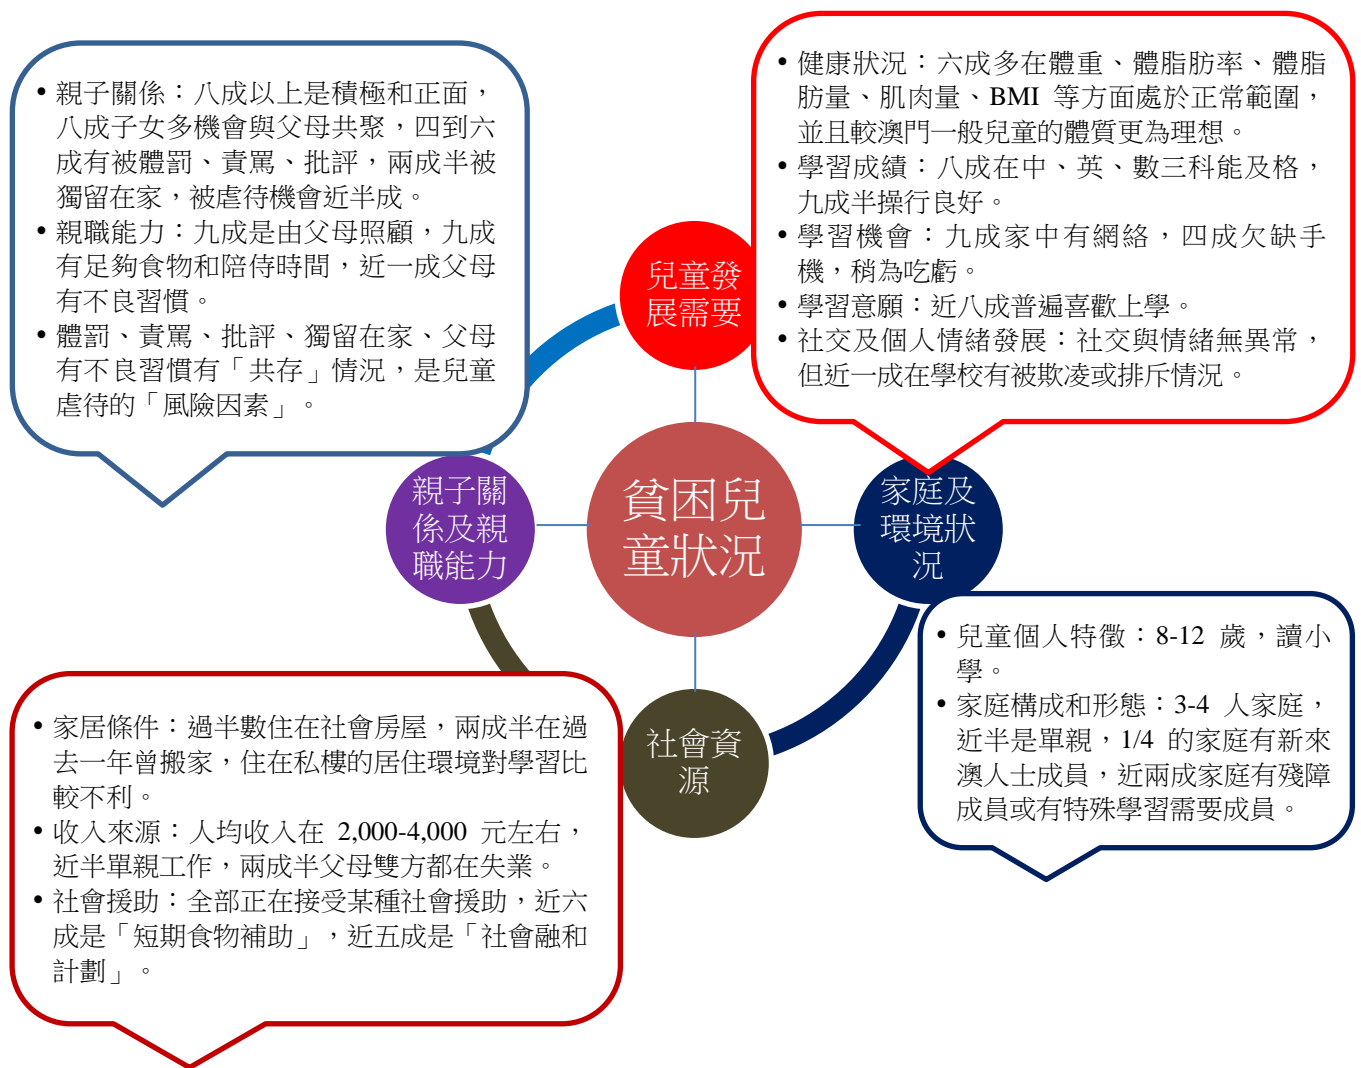 • 親子關係：八成以上是積極和正面，
八成子女多機會與父母共聚，四到六
成有被體罰、責罵、批評，兩成半被
獨留在家，被虐待機會近半成。
• 親職能力：九成是由父母照顧，九成
有足夠食物和陪侍時間，近一成父母
有不良習慣。
• 體罰、責罵、批評、獨留在家、父母
有不良習慣有「共存」情況，是兒童
虐待的「風險因素」。
• 健康狀況：六成多在體重、體脂肪率、體脂
肪量、肌肉量、BMI 等方面處於正常範圍，
並且較澳門一般兒童的體質更為理想。
• 學習成績：八成在中、英、數三科能及格，
九成半操行良好。
• 學習機會：九成家中有網絡，四成欠缺手
機，稍為吃虧。
• 學習意願：近八成普遍喜歡上學。
• 社交及個人情緒發展：社交與情緒無異常，
但近一成在學校有被欺凌或排斥情況。
兒童發
展需要
親子關
係及親
職能力
貧困兒
童狀況
家庭及
環境狀
況
社會資
源
• 兒童個人特徵：8-12 歲，讀小
學。
• 家庭構成和形態：3-4 人家庭，
近半是單親，1/4 的家庭有新來
澳人士成員，近兩成家庭有殘障
成員或有特殊學習需要成員。
• 家居條件：過半數住在社會房屋，兩成半在過
去一年曾搬家，住在私樓的居住環境對學習比
較不利。
• 收入來源：人均收入在 2,000-4,000 元左右，
近半單親工作，兩成半父母雙方都在失業。
• 社會援助：全部正在接受某種社會援助，近六
成是「短期食物補助」，近五成是「社會融和
計劃」。